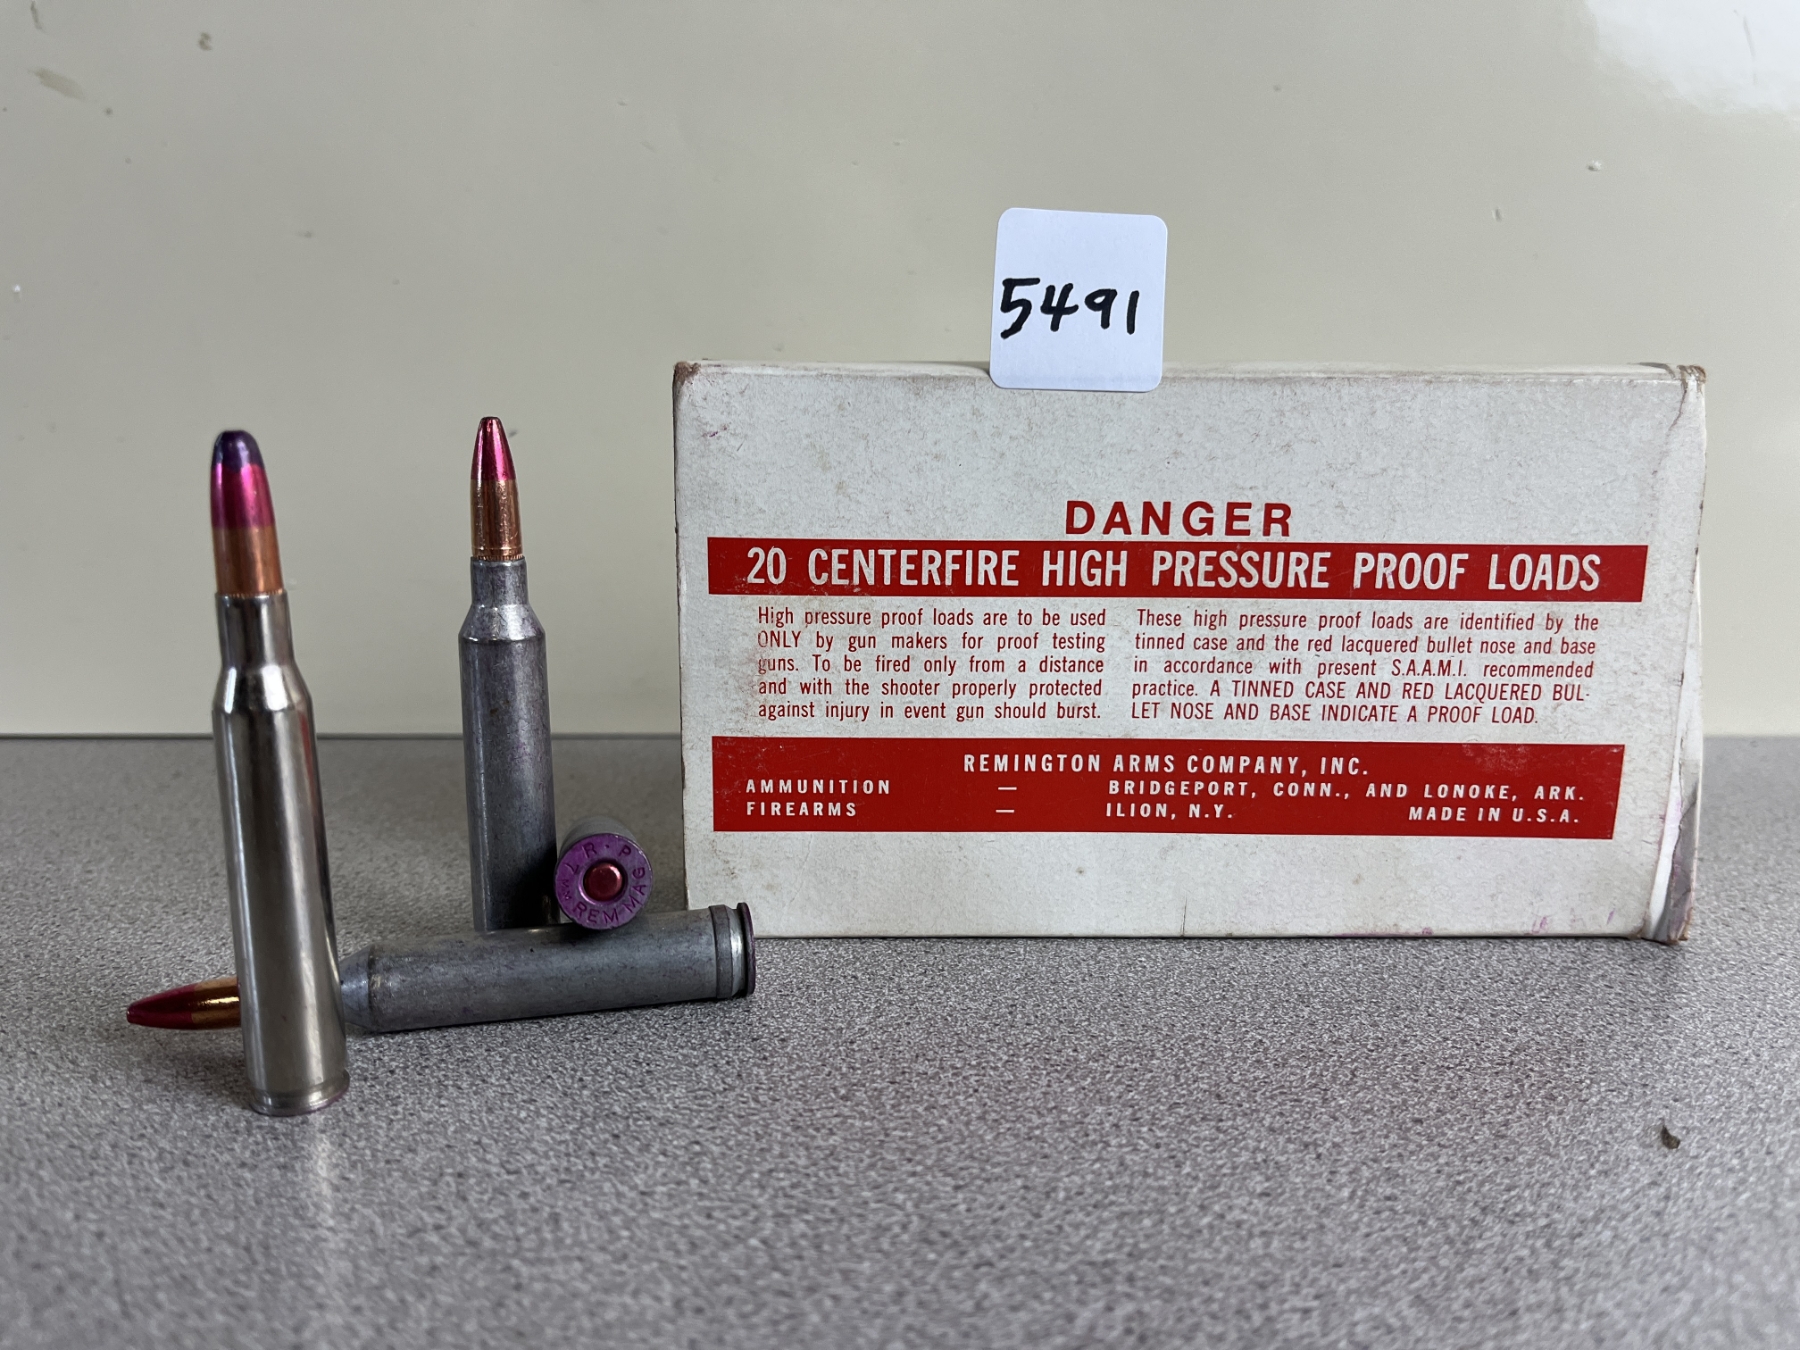 5491
DANGER
20 CENTERFIRE HIGH PRESSURE PROOF LOADS
High pressure proof loads are to be used
ONLY by gun makers for proof testing
guns. To be fired only from a distance
and with the shooter properly protected
against injury in event gun should burst.
These high pressure proof loads are identified by the
tinned case and the red lacquered bullet nose and base
in accordance with present S.A.A.M.I. recommended
practice. A TINNED CASE AND RED LACQUERED BUL-
LET NOSE AND BASE INDICATE A PROOF LOAD.
REMINGTON ARMS COMPANY, INC.
AMMUNITION — BRIDGEPORT, CONN., AND LONOKE, ARK.
FIREARMS — ILION, N.Y. MADE IN U.S.A.
R·P
REM-MAG